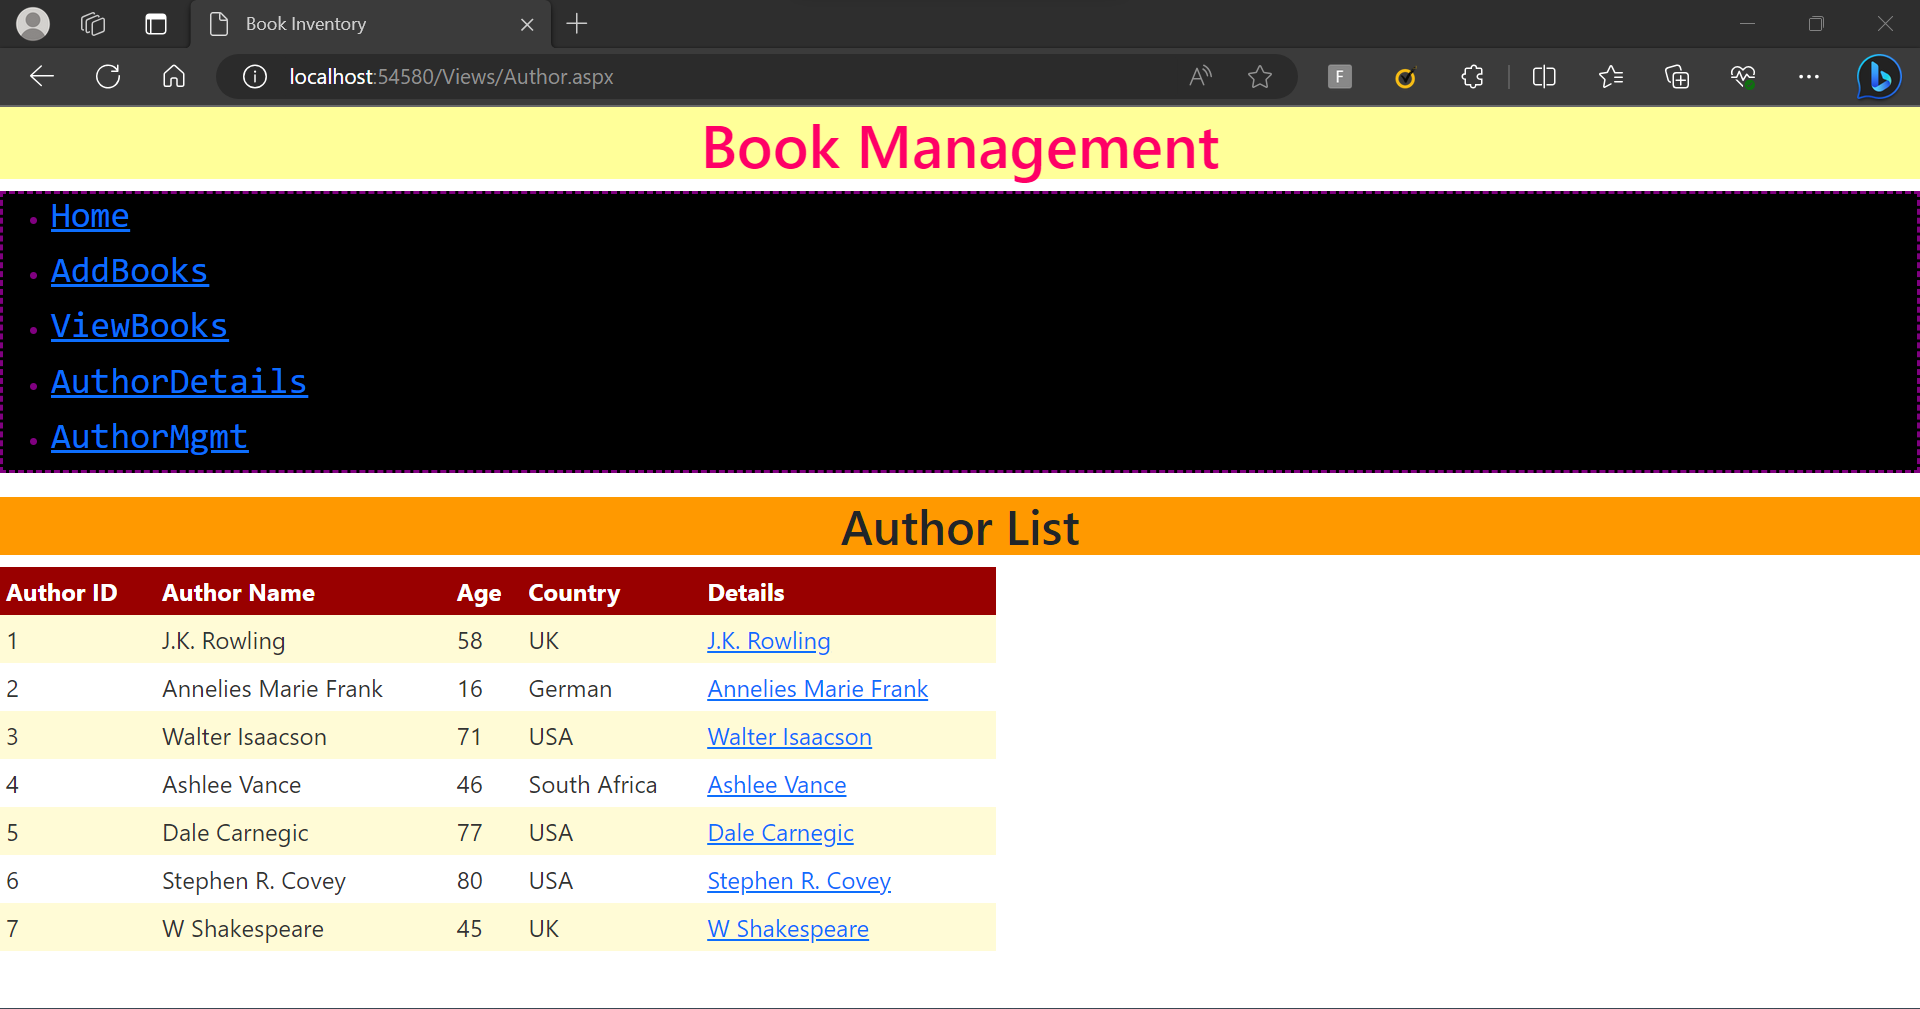 Book Inventory
localhost:54580/Views/Author.aspx
A
F
Book Management
Home
AddBooks
ViewBooks
AuthorDetails
AuthorMgmt
Author List
Author ID Author Name Age Country Details
1 J.K. Rowling 58 UK J.K. Rowling
2 Annelies Marie Frank 16 German Annelies Marie Frank
3 Walter Isaacson 71 USA Walter Isaacson
4 Ashlee Vance 46 South Africa Ashlee Vance
5 Dale Carnegic 77 USA Dale Carnegic
6 Stephen R. Covey 80 USA Stephen R. Covey
7 W Shakespeare 45 UK W Shakespeare